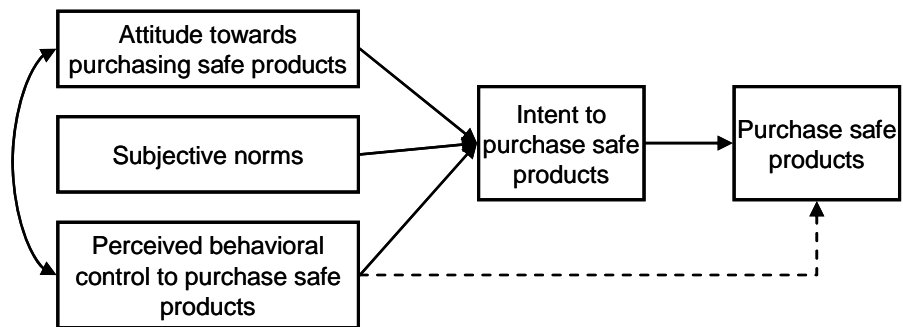 Attitude towards
purchasing safe products
Subjective norms
Perceived behavioral
control to purchase safe
products
Intent to
purchase safe
products
Purchase safe
products